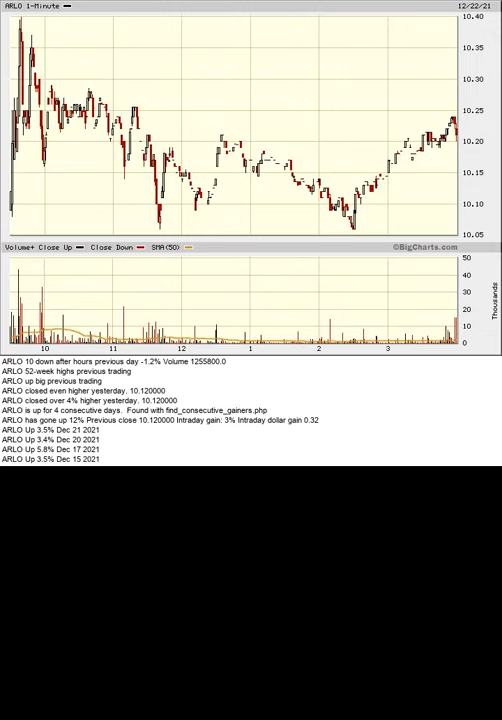 ARLO 1-Minute 12/22/21
10.40
10.35
10.30
10.25
10.20
10.15
10.10
10.05
Volume+ Close Up Close Down SMA(50) ©BigCharts.com
50
40
30
20
10
0
Thousands
10 11 12 1 2 3
ARLO 10 down after hours previous day -1.2% Volume 1255800.0
ARLO 52-week highs previous trading
ARLO up big previous trading
ARLO closed even higher yesterday. 10.120000
ARLO closed over 4% higher yesterday. 10.120000
ARLO is up for 4 consecutive days. Found with find_consecutive_gainers.php
ARLO has gone up 12% Previous close 10.120000 Intraday gain: 3% Intraday dollar gain 0.32
ARLO Up 3.5% Dec 21 2021
ARLO Up 3.4% Dec 20 2021
ARLO Up 5.8% Dec 17 2021
ARLO Up 3.5% Dec 15 2021